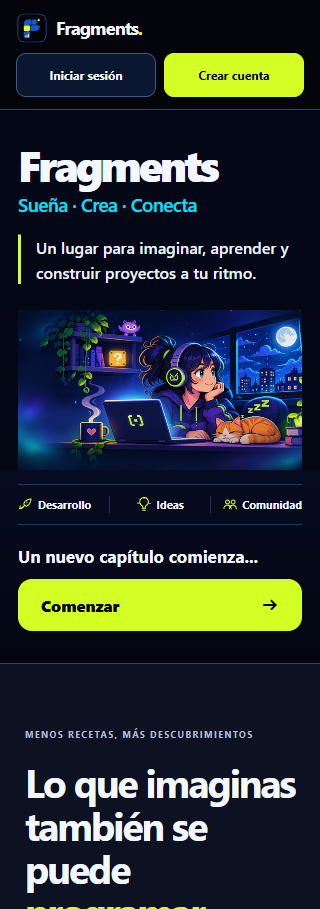 Fragments.
Iniciar sesión
Crear cuenta
Fragments
Sueña · Crea · Conecta
Un lugar para imaginar, aprender y
construir proyectos a tu ritmo.
?
{·}
zzz
Desarrollo
Ideas
Comunidad
Un nuevo capítulo comienza...
Comenzar →
MENOS RECETAS, MÁS DESCUBRIMIENTOS
Lo que imaginas
también se
puede